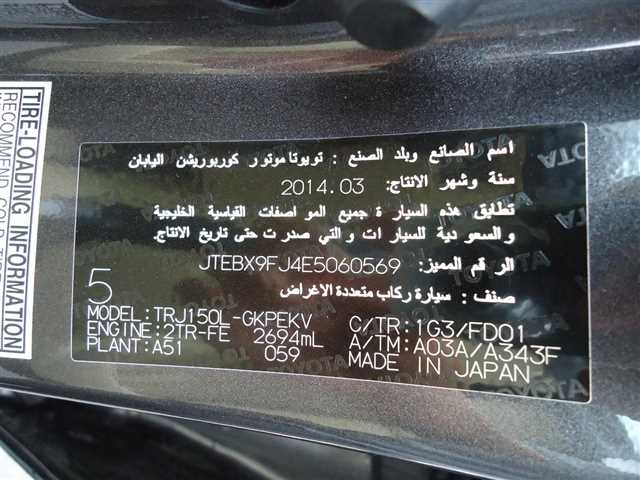 اسم الصانع وبلد الصنع : تويوتا موتور كوربوريشن اليابان
سنة وشهر الانتاج: 2014.03
تطابق هذه السيارة جميع المواصفات القياسية الخليجية
والسعودية للسيارات والتي صدرت حتى تاريخ الانتاج.
الرقم المميز: JTEBX9FJ4E5060569
صنف : سيارة ركاب متعددة الاغراض
5
MODEL: TRJ150L-GKPEKV C/TR: 1G3/FD01
ENGINE: 2TR-FE 2694mL A/TM: A03A/A343F
PLANT: A51 059 MADE IN JAPAN
TIRE-LOADING INFORMATION
RECOMMEND COLD TIRE
TOYOTA